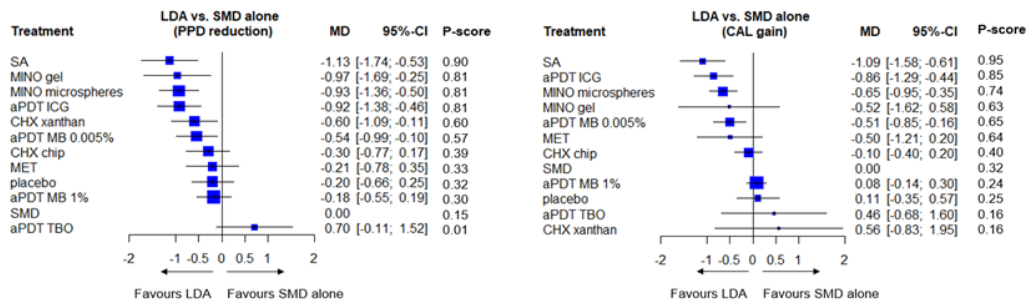 LDA vs. SMD alone
(PPD reduction)
Treatment MD 95%-CI P-score
SA -1.13 [-1.74; -0.53] 0.90
MINO gel -0.97 [-1.69; -0.25] 0.81
MINO microspheres -0.93 [-1.36; -0.50] 0.81
aPDT ICG -0.92 [-1.38; -0.46] 0.81
CHX xanthan -0.60 [-1.09; -0.11] 0.60
aPDT MB 0.005% -0.54 [-0.99; -0.10] 0.57
CHX chip -0.30 [-0.77; 0.17] 0.39
MET -0.21 [-0.78; 0.35] 0.33
placebo -0.20 [-0.66; 0.25] 0.32
aPDT MB 1% -0.18 [-0.55; 0.19] 0.30
SMD 0.00 0.15
aPDT TBO 0.70 [-0.11; 1.52] 0.01
-2 -1 -0.5 0 0.5 1 2
Favours LDA Favours SMD alone
LDA vs. SMD alone
(CAL gain)
Treatment MD 95%-CI P-score
SA -1.09 [-1.58; -0.61] 0.95
aPDT ICG -0.86 [-1.29; -0.44] 0.85
MINO microspheres -0.65 [-0.95; -0.35] 0.74
MINO gel -0.52 [-1.62; 0.58] 0.63
aPDT MB 0.005% -0.51 [-0.85; -0.16] 0.65
MET -0.50 [-1.21; 0.20] 0.64
CHX chip -0.10 [-0.40; 0.20] 0.40
SMD 0.00 0.32
aPDT MB 1% 0.08 [-0.14; 0.30] 0.24
placebo 0.11 [-0.35; 0.57] 0.25
aPDT TBO 0.46 [-0.68; 1.60] 0.16
CHX xanthan 0.56 [-0.83; 1.95] 0.16
-2 -1 -0.5 0 0.5 1 2
Favours LDA Favours SMD alone